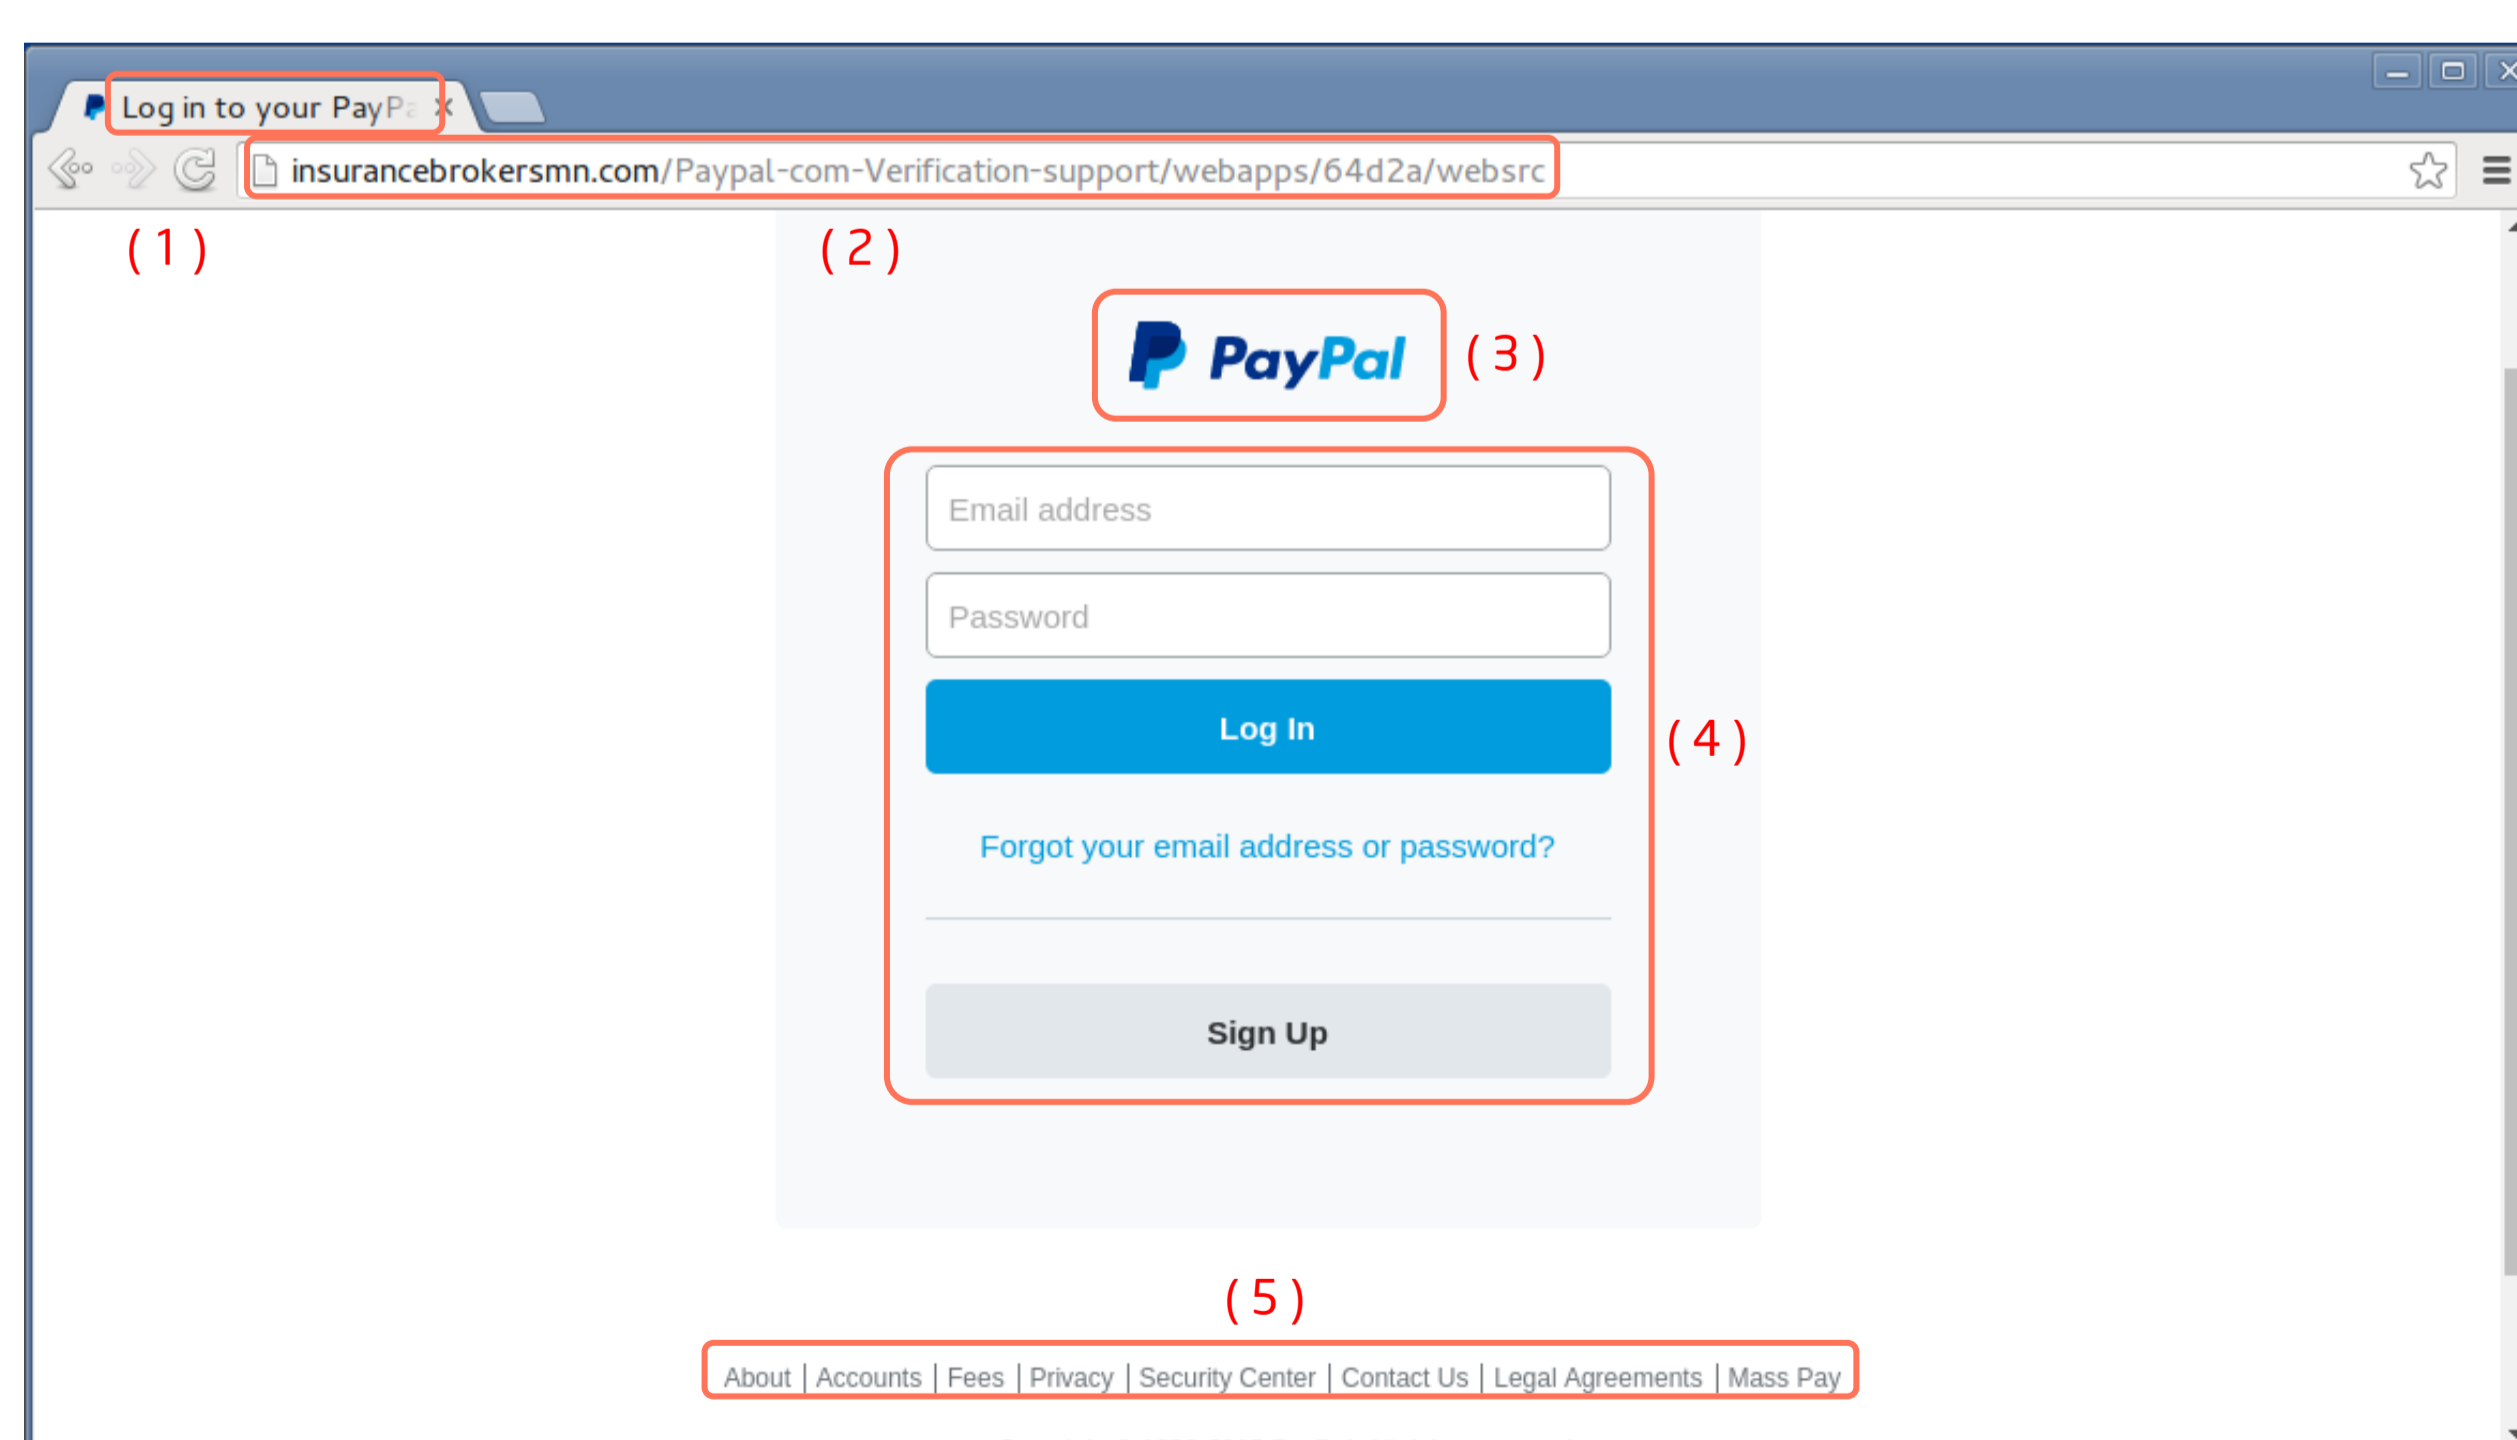 Log in to your PayPa
insurancebrokersmn.com/Paypal-com-Verification-support/webapps/64d2a/websrc
( 1 )
( 2 )
PayPal
( 3 )
Email address
Password
Log In
( 4 )
Forgot your email address or password?
Sign Up
( 5 )
About | Accounts | Fees | Privacy | Security Center | Contact Us | Legal Agreements | Mass Pay